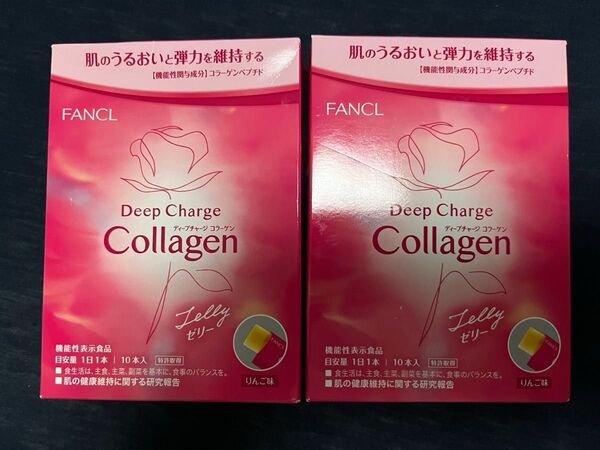 肌のうるおいと弾力を維持する
【機能性関与成分】コラーゲンペプチド
FANCL
Deep Charge
ディープチャージ コラーゲン
Collagen
Jelly
ゼリー
機能性表示食品
目安量 1日1本 | 10本入 特許取得
■食生活は、主食、主菜、副菜を基本に、食事のバランスを。
■肌の健康維持に関する研究報告
FANCL
りんご味
肌のうるおいと弾力を維持する
【機能性関与成分】コラーゲンペプチド
FANCL
Deep Charge
ディープチャージ コラーゲン
Collagen
Jelly
ゼリー
機能性表示食品
目安量 1日1本 | 10本入 特許取得
■食生活は、主食、主菜、副菜を基本に、食事のバランスを。
■肌の健康維持に関する研究報告
FANCL
りんご味